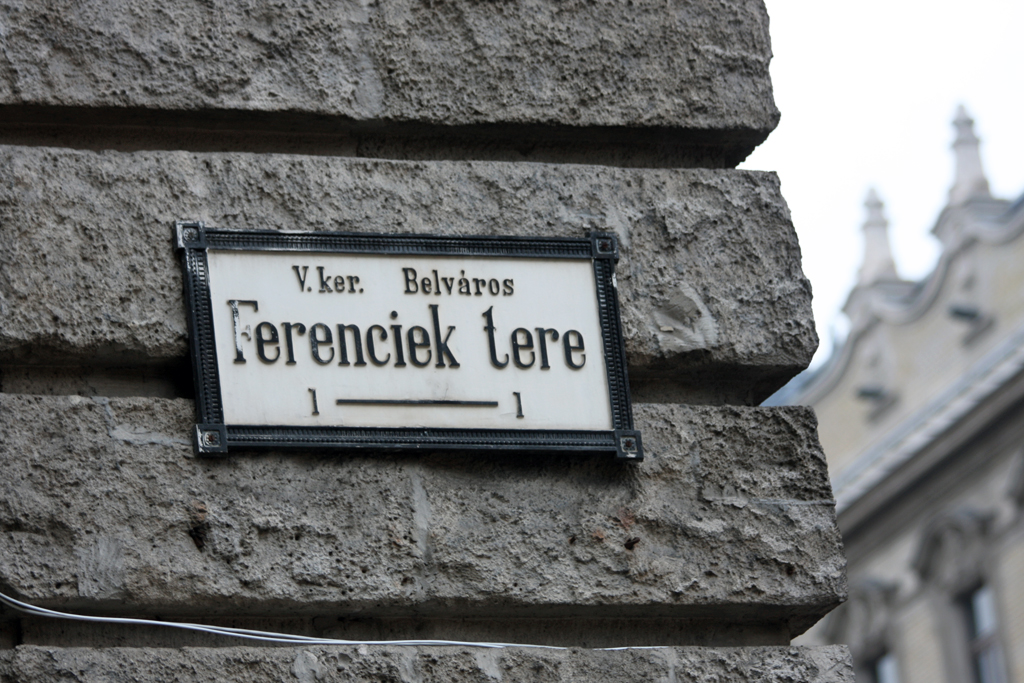 V. ker. Belváros
Ferenciek tere
1 — 1